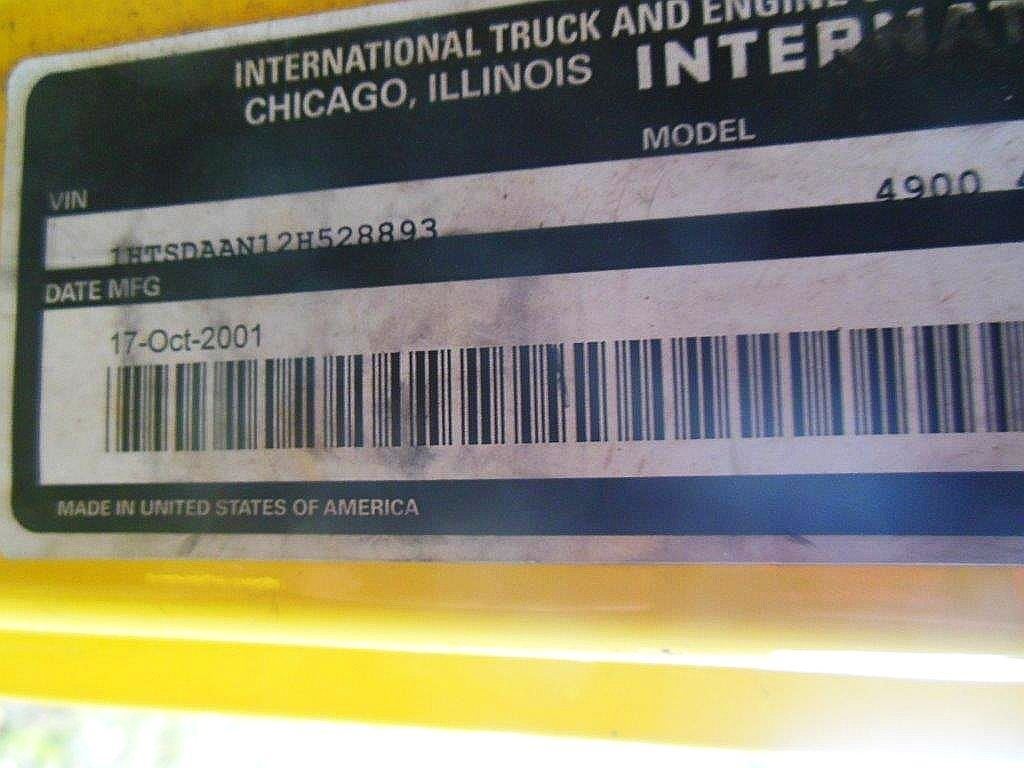 INTERNATIONAL TRUCK AND ENGINE
CHICAGO, ILLINOIS
INTERNAT
MODEL
VIN
4900
1HTSDAAN12H528893
DATE MFG
17-Oct-2001
MADE IN UNITED STATES OF AMERICA